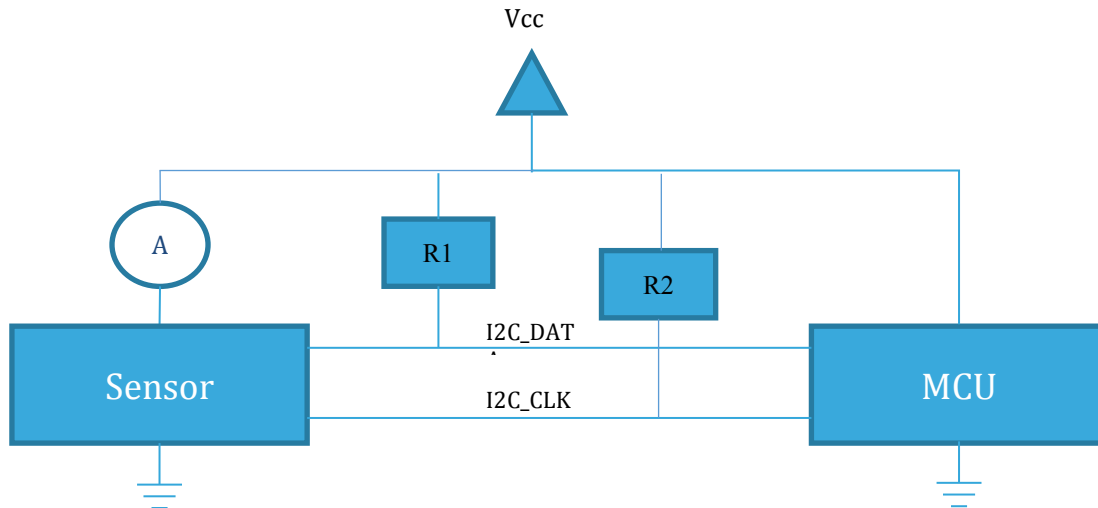 Vcc
A
R1
R2
I2C_DAT
Sensor
MCU
I2C_CLK